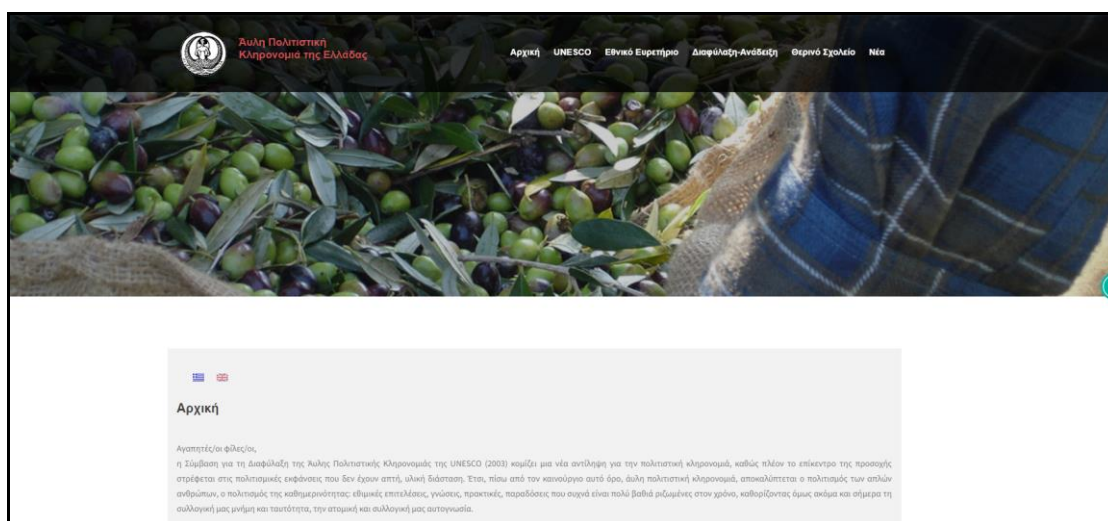 Άυλη Πολιτιστική
Κληρονομιά της Ελλάδας
Αρχική UNESCO Εθνικό Ευρετήριο Διαφύλαξη-Ανάδειξη Θερινό Σχολείο Νέα
Αρχική
Αγαπητές/οι φίλες/οι,
η Σύμβαση για τη Διαφύλαξη της Άυλης Πολιτιστικής Κληρονομιάς της UNESCO (2003) κομίζει μια νέα αντίληψη για την πολιτιστική κληρονομιά, καθώς πλέον το επίκεντρο της προσοχής
στρέφεται στις πολιτισμικές εκφάνσεις που δεν έχουν απτή, υλική διάσταση. Έτσι, πίσω από τον καινούργιο αυτό όρο, άυλη πολιτιστική κληρονομιά, αποκαλύπτεται ο πολιτισμός των απλών
ανθρώπων, ο πολιτισμός της καθημερινότητας: εθιμικές επιτελέσεις, γνώσεις, πρακτικές, παραδόσεις που συχνά είναι πολύ βαθιά ριζωμένες στον χρόνο, καθορίζοντας όμως ακόμα και σήμερα τη
συλλογική μας μνήμη και ταυτότητα, την ατομική και συλλογική μας αυτογνωσία.